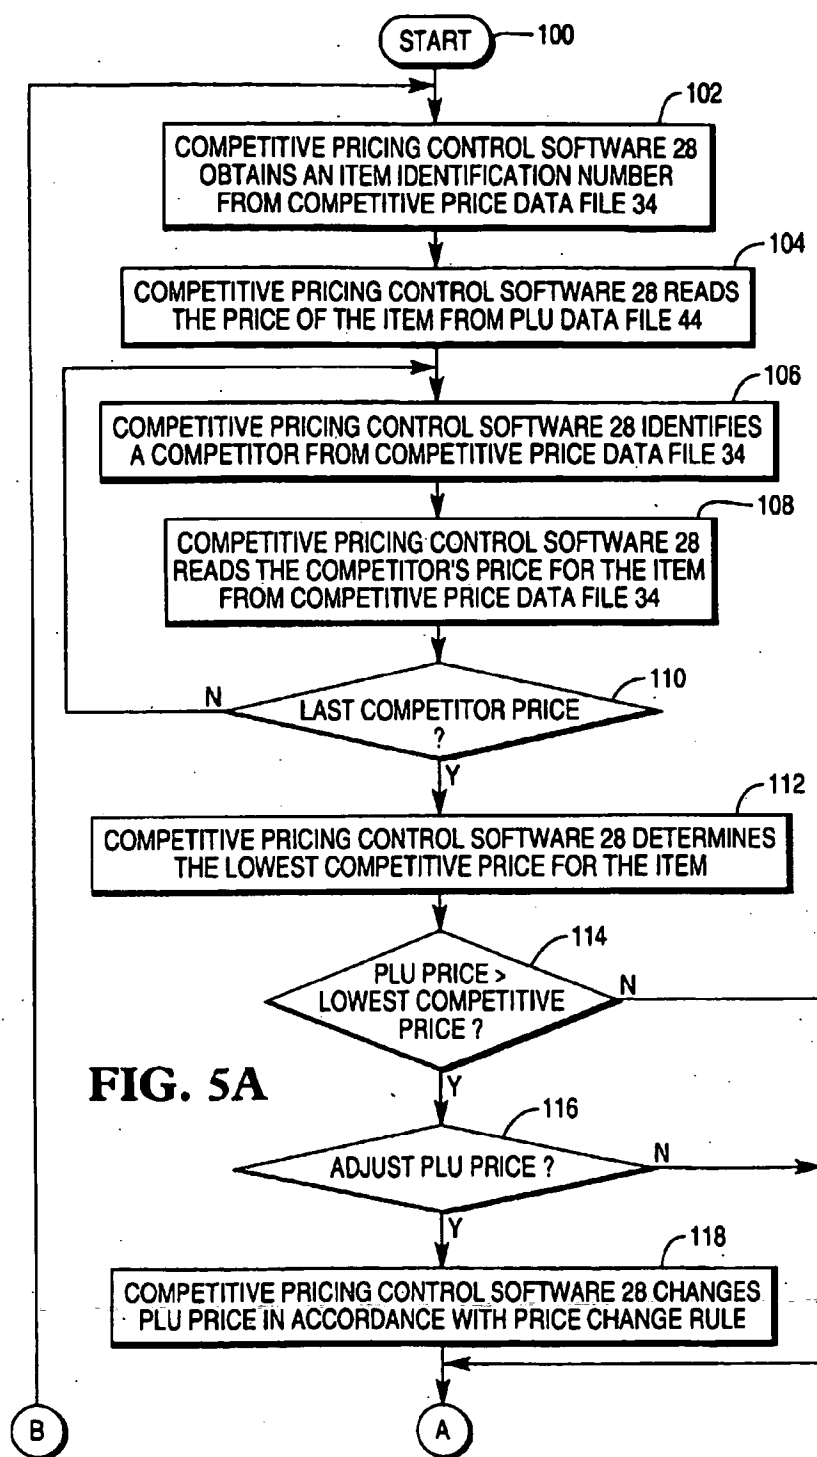 START
100
102
COMPETITIVE PRICING CONTROL SOFTWARE 28
OBTAINS AN ITEM IDENTIFICATION NUMBER
FROM COMPETITIVE PRICE DATA FILE 34
104
COMPETITIVE PRICING CONTROL SOFTWARE 28 READS
THE PRICE OF THE ITEM FROM PLU DATA FILE 44
106
COMPETITIVE PRICING CONTROL SOFTWARE 28 IDENTIFIES
A COMPETITOR FROM COMPETITIVE PRICE DATA FILE 34
108
COMPETITIVE PRICING CONTROL SOFTWARE 28
READS THE COMPETITOR'S PRICE FOR THE ITEM
FROM COMPETITIVE PRICE DATA FILE 34
110
N
LAST COMPETITOR PRICE
?
Y
112
COMPETITIVE PRICING CONTROL SOFTWARE 28 DETERMINES
THE LOWEST COMPETITIVE PRICE FOR THE ITEM
114
PLU PRICE >
LOWEST COMPETITIVE
PRICE ?
N
Y
FIG. 5A
116
ADJUST PLU PRICE ?
N
Y
118
COMPETITIVE PRICING CONTROL SOFTWARE 28 CHANGES
PLU PRICE IN ACCORDANCE WITH PRICE CHANGE RULE
B
A